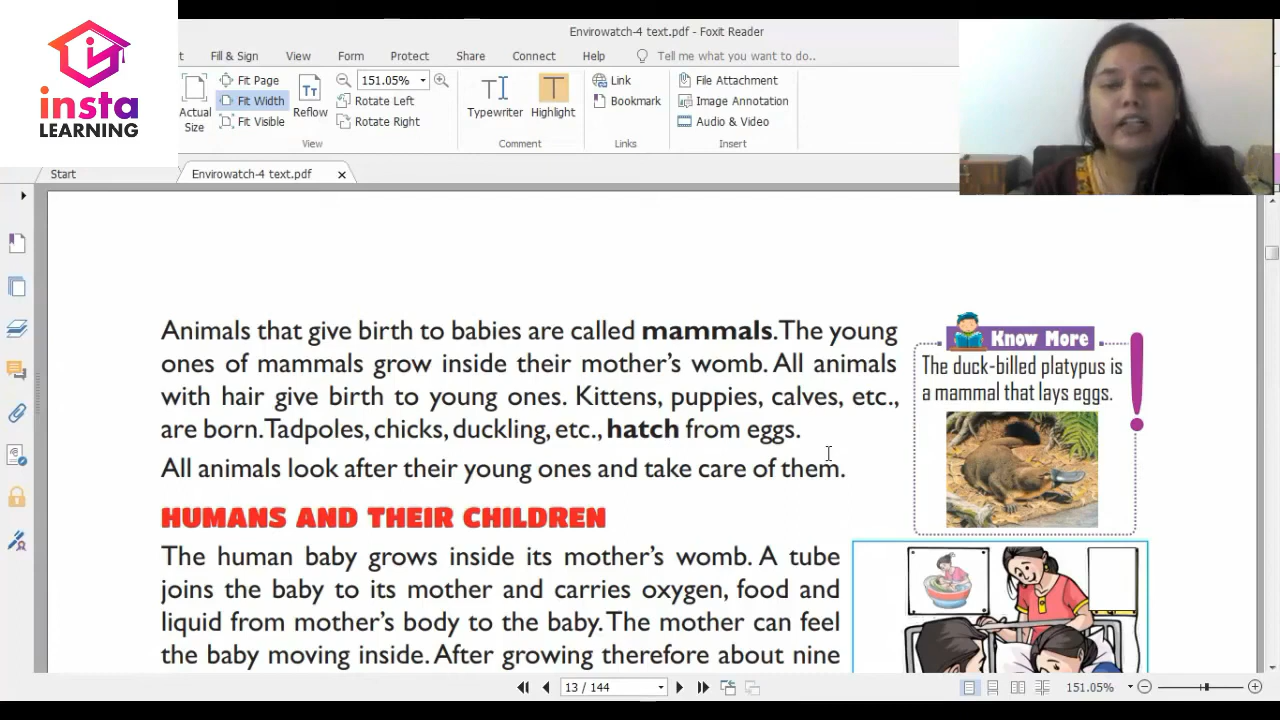 insta
LEARNING
Envirowatch-4 text.pdf - Foxit Reader
Fill & Sign View Form Protect Share Connect Help Tell me what you want to do..
Actual
Size
Fit Page
Fit Width
Fit Visible
Reflow
151.05%
Rotate Left
Rotate Right
View
Typewriter
Highlight
Comment
Link
Bookmark
Links
File Attachment
Image Annotation
Audio & Video
Insert
Start
Envirowatch-4 text.pdf
Animals that give birth to babies are called mammals. The young
ones of mammals grow inside their mother's womb. All animals
with hair give birth to young ones. Kittens, puppies, calves, etc.,
are born. Tadpoles, chicks, duckling, etc., hatch from eggs.
All animals look after their young ones and take care of them.
HUMANS AND THEIR CHILDREN
The human baby grows inside its mother's womb. A tube
joins the baby to its mother and carries oxygen, food and
liquid from mother's body to the baby. The mother can feel
the baby moving inside. After growing therefore about nine
Know More
The duck-billed platypus is
a mammal that lays eggs.
13 / 144
151.05%